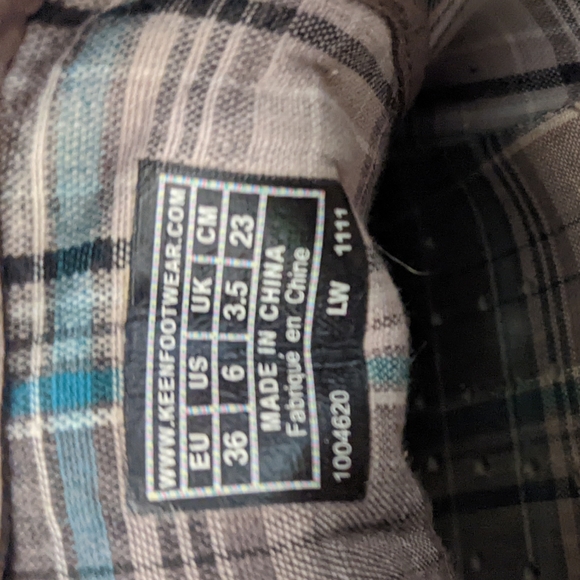 WWW.KEENFOOTWEAR.COM
EU US UK CM
36 6 3.5 23
MADE IN CHINA
Fabriqué en Chine
1004620 LW 1111